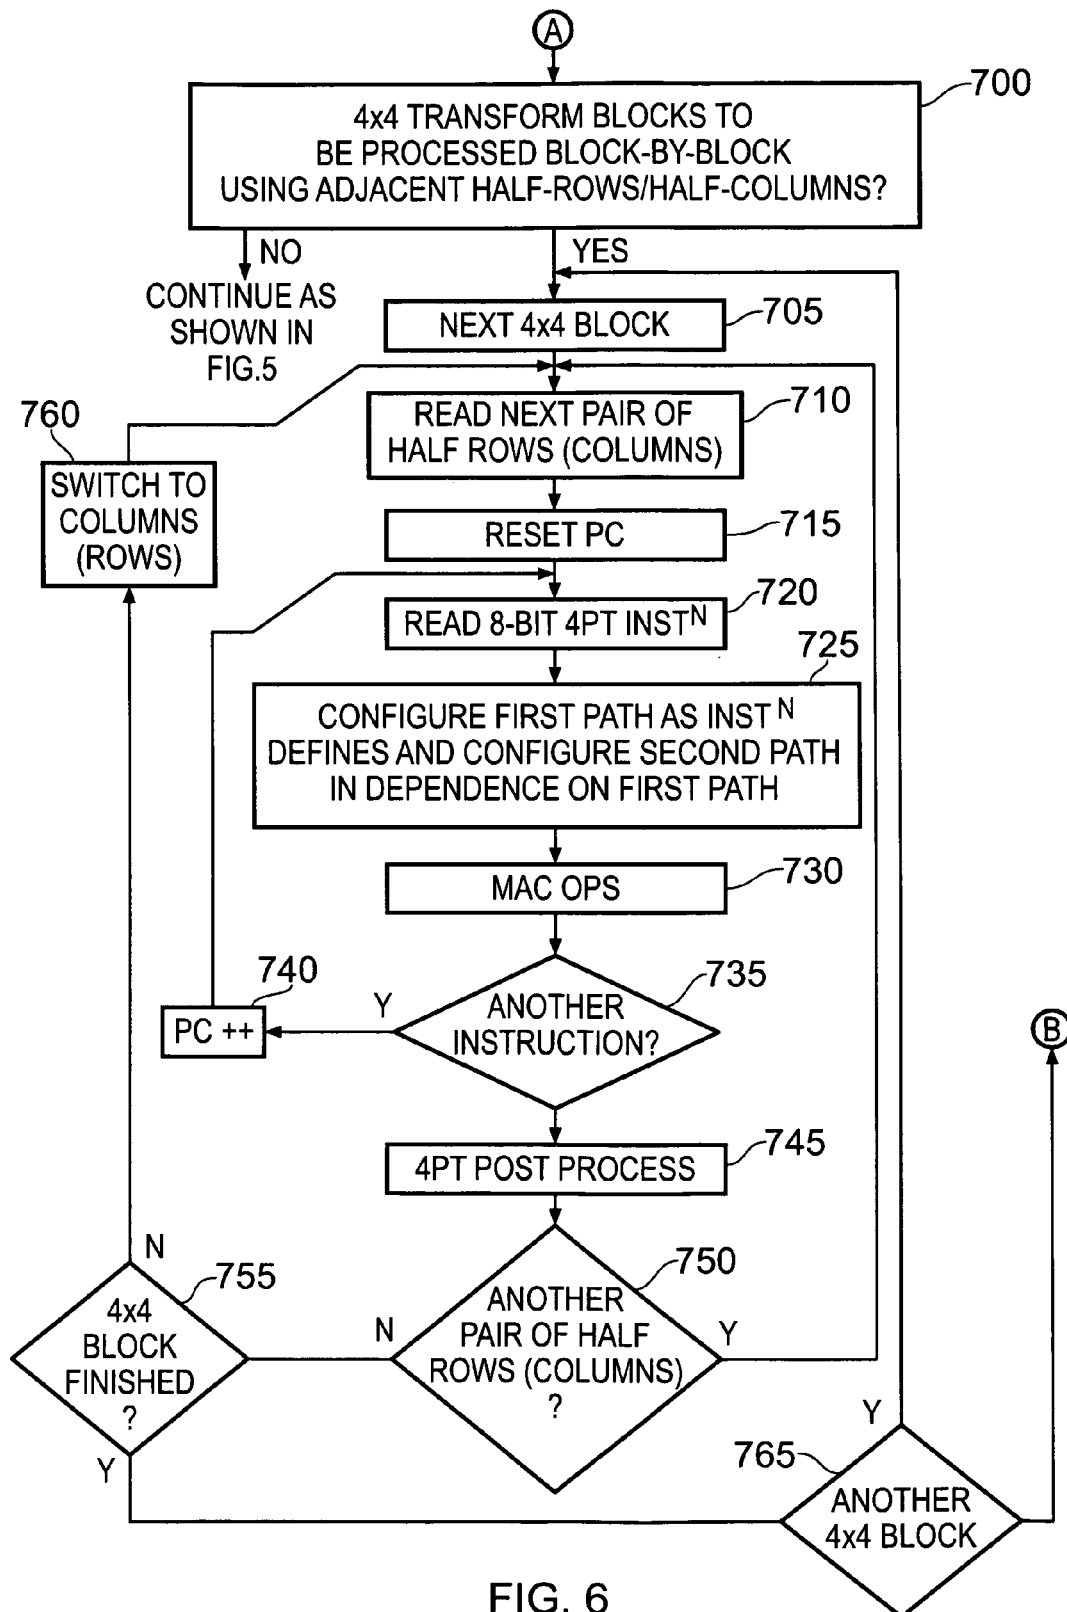 A
700
4x4 TRANSFORM BLOCKS TO
BE PROCESSED BLOCK-BY-BLOCK
USING ADJACENT HALF-ROWS/HALF-COLUMNS?
NO
YES
CONTINUE AS
SHOWN IN
FIG.5
NEXT 4x4 BLOCK
705
READ NEXT PAIR OF
HALF ROWS (COLUMNS)
710
760
SWITCH TO
COLUMNS
(ROWS)
RESET PC
715
READ 8-BIT 4PT INST N
720
725
CONFIGURE FIRST PATH AS INST N
DEFINES AND CONFIGURE SECOND PATH
IN DEPENDENCE ON FIRST PATH
MAC OPS
730
735
ANOTHER
INSTRUCTION?
Y
740
PC ++
B
4PT POST PROCESS
745
750
ANOTHER
PAIR OF HALF
ROWS (COLUMNS)
?
N
Y
N
755
4x4
BLOCK
FINISHED
?
Y
Y
765
ANOTHER
4x4 BLOCK
FIG. 6